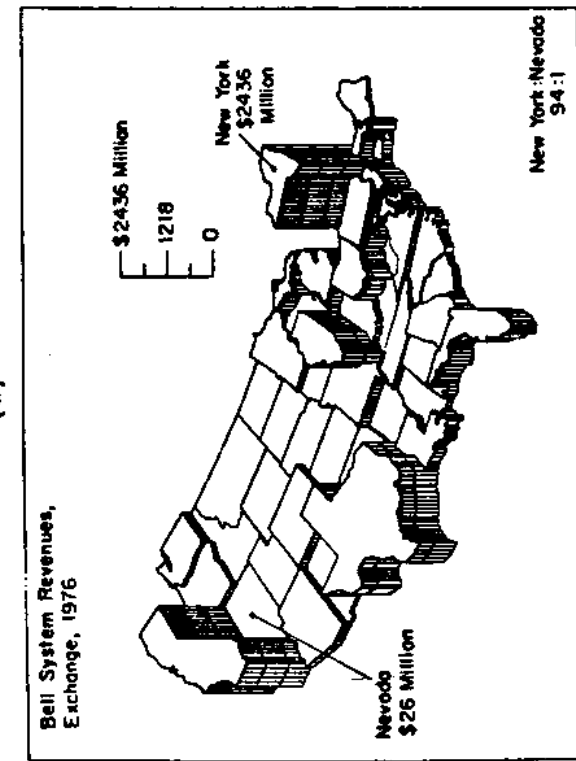 Bell System Revenues,
Exchange, 1976
$2436 Million
1218
0
New York
$2436
Million
Nevada
$26 Million
New York:Nevada
94:1